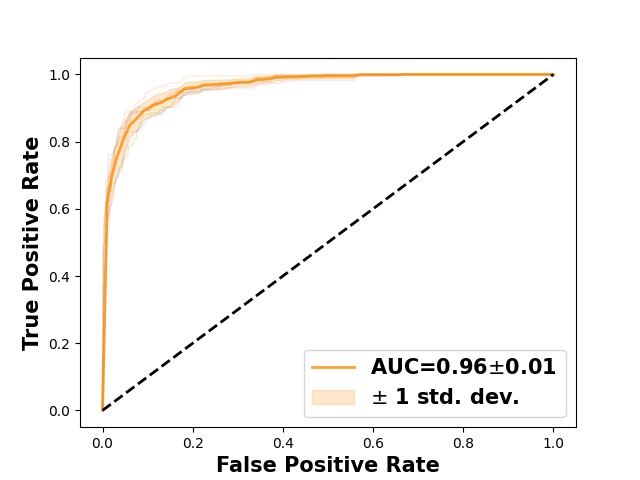 1.0
0.8
0.6
0.4
0.2
0.0
True Positive Rate
AUC=0.96±0.01
± 1 std. dev.
0.0 0.2 0.4 0.6 0.8 1.0
False Positive Rate